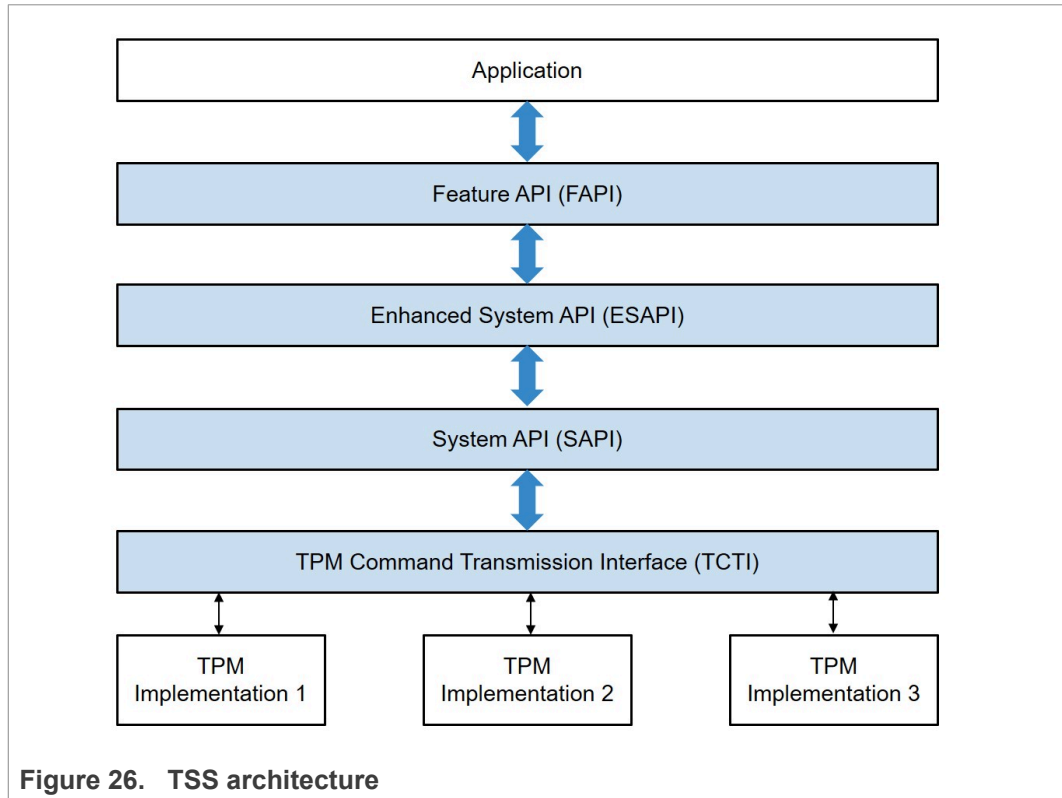 Application
Feature API (FAPI)
Enhanced System API (ESAPI)
System API (SAPI)
TPM Command Transmission Interface (TCTI)
TPM
Implementation 1
TPM
Implementation 2
TPM
Implementation 3
Figure 26. TSS architecture